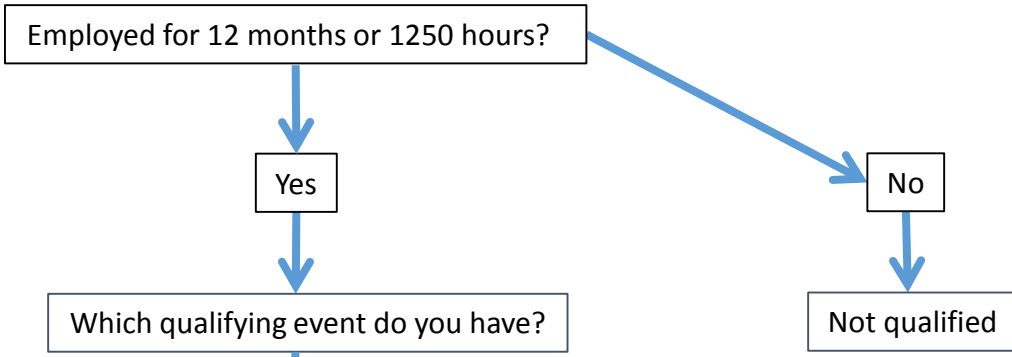 Employed for 12 months or 1250 hours?
Yes
No
Which qualifying event do you have?
Not qualified